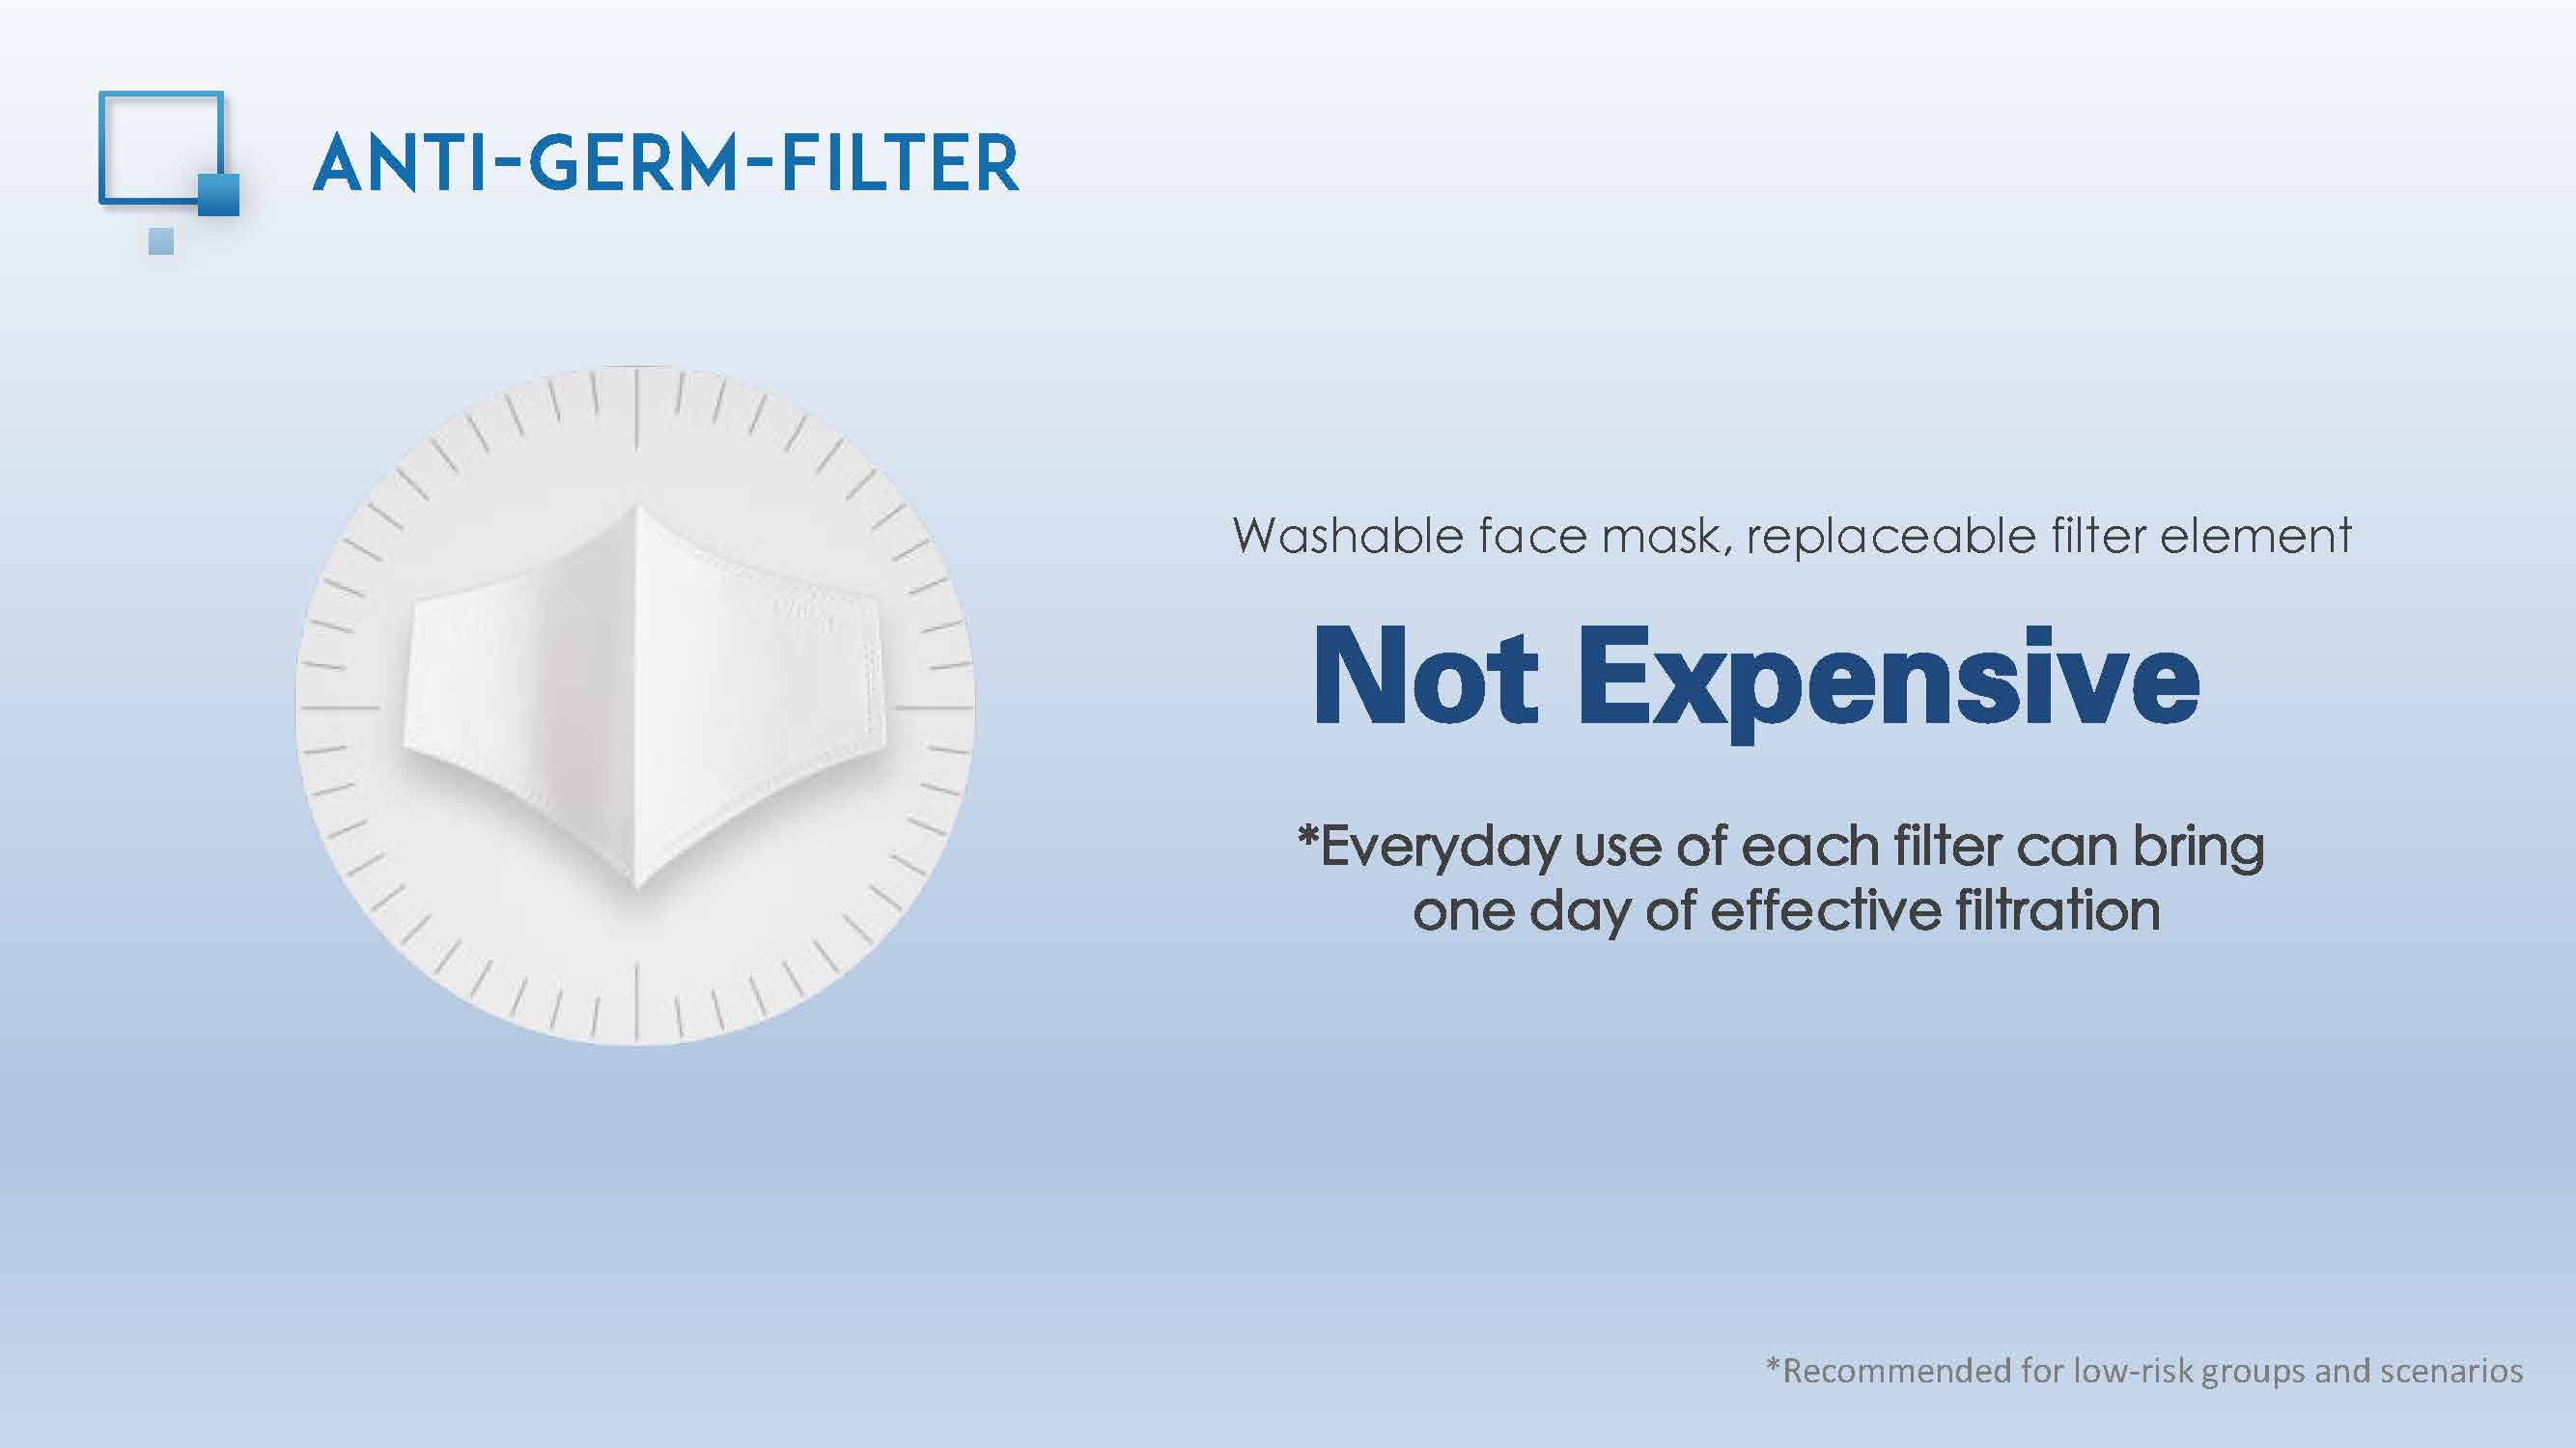 ANTI-GERM-FILTER
Washable face mask, replaceable filter element
Not Expensive
*Everyday use of each filter can bring
one day of effective filtration
*Recommended for low-risk groups and scenarios